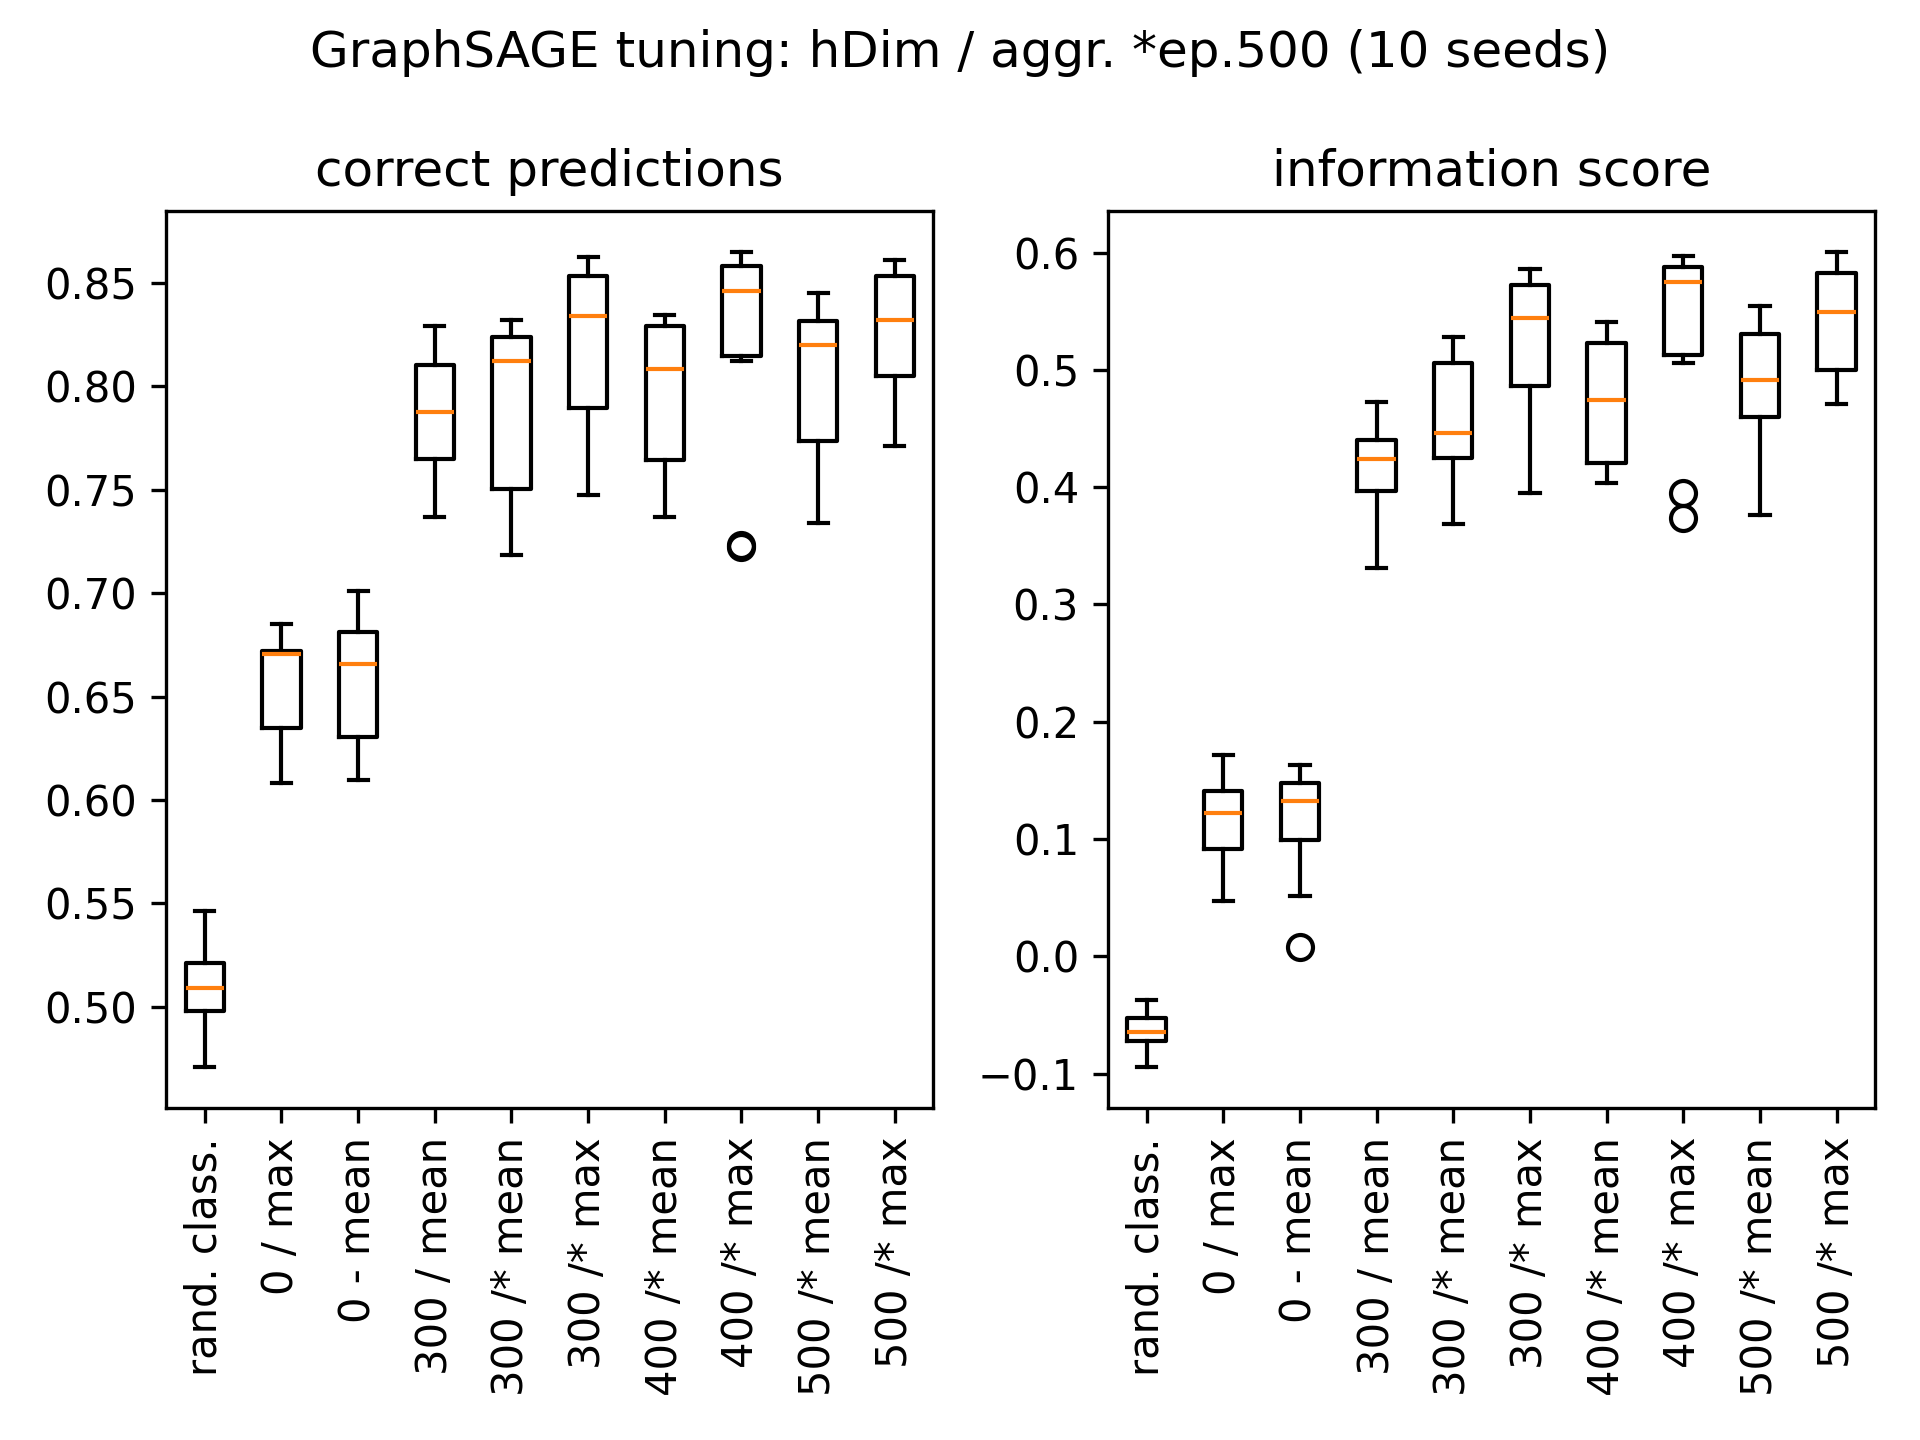 GraphSAGE tuning: hDim / aggr. *ep.500 (10 seeds)
correct predictions
0.85
0.80
0.75
0.70
0.65
0.60
0.55
0.50
rand. class.
0 / max
0 - mean
300 / mean
300 /* mean
300 /* max
400 /* mean
400 /* max
500 /* mean
500 /* max
information score
0.6
0.5
0.4
0.3
0.2
0.1
0.0
−0.1
rand. class.
0 / max
0 - mean
300 / mean
300 /* mean
300 /* max
400 /* mean
400 /* max
500 /* mean
500 /* max